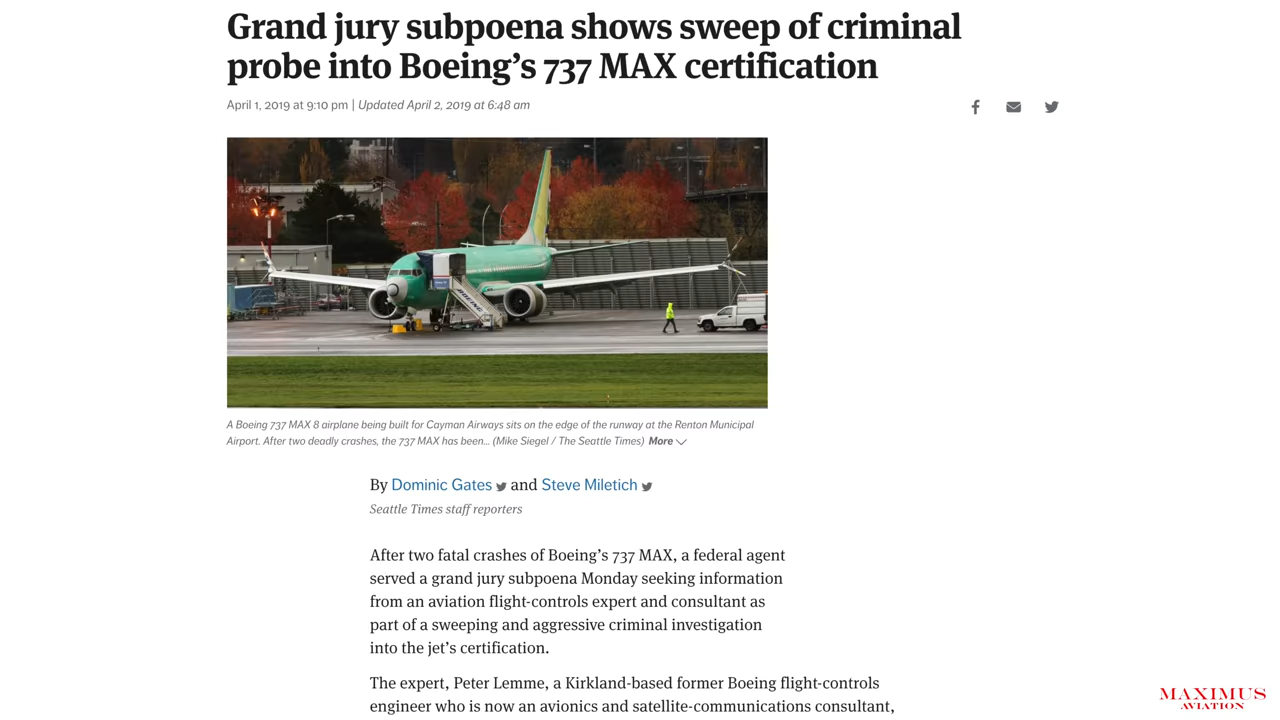 Grand jury subpoena shows sweep of criminal
probe into Boeing’s 737 MAX certification
April 1, 2019 at 9:10 pm | Updated April 2, 2019 at 6:48 am
BOEING
A Boeing 737 MAX 8 airplane being built for Cayman Airways sits on the edge of the runway at the Renton Municipal
Airport. After two deadly crashes, the 737 MAX has been... (Mike Siegel / The Seattle Times) More
By Dominic Gates and Steve Miletich
Seattle Times staff reporters
After two fatal crashes of Boeing’s 737 MAX, a federal agent
served a grand jury subpoena Monday seeking information
from an aviation flight-controls expert and consultant as
part of a sweeping and aggressive criminal investigation
into the jet’s certification.
The expert, Peter Lemme, a Kirkland-based former Boeing flight-controls
engineer who is now an avionics and satellite-communications consultant,
MAXIMUS
AVIATION